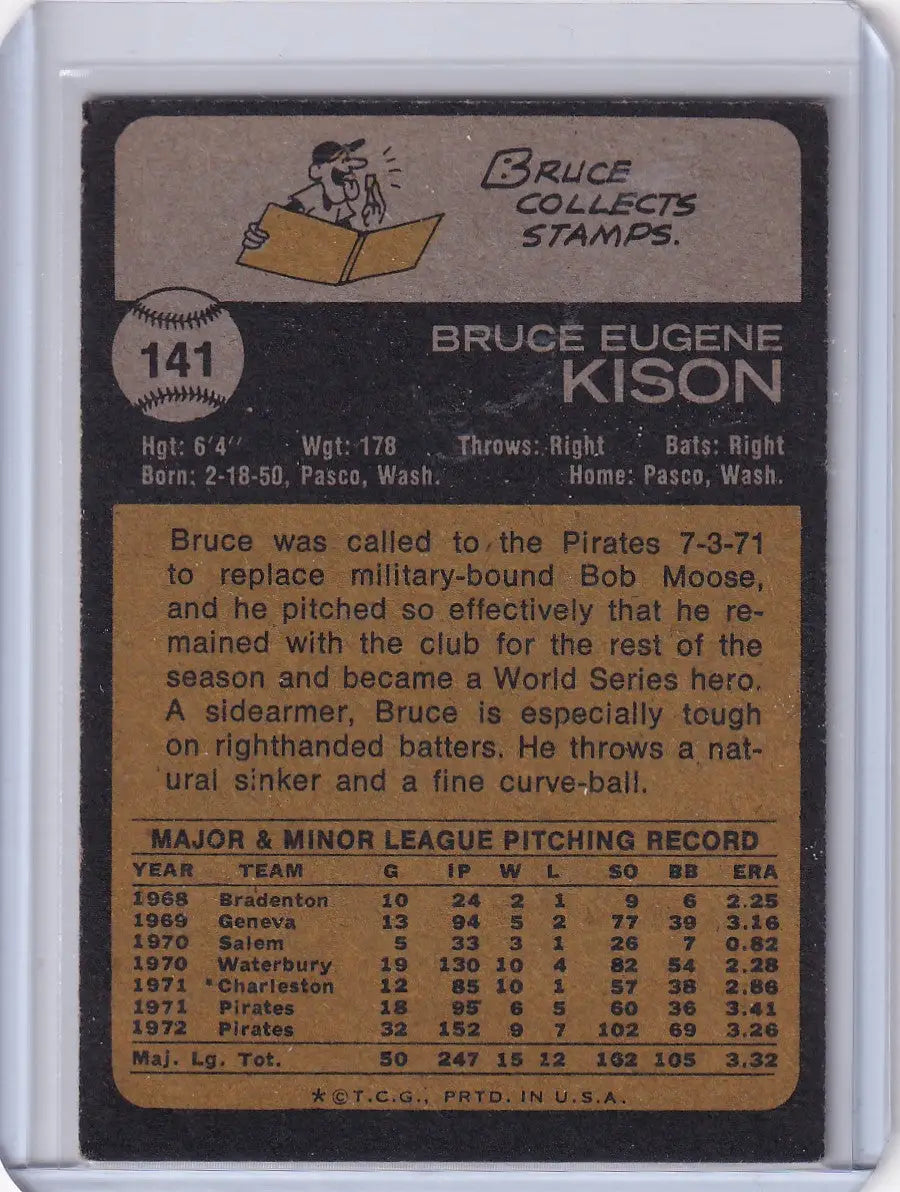 BRUCE
COLLECTS
STAMPS.
141
BRUCE EUGENE
KISON
Hgt: 6'4" Wgt: 178 Throws: Right Bats: Right
Born: 2-18-50, Pasco, Wash. Home: Pasco, Wash.
Bruce was called to the Pirates 7-3-71
to replace military-bound Bob Moose,
and he pitched so effectively that he re-
mained with the club for the rest of the
season and became a World Series hero.
A sidearmer, Bruce is especially tough
on righthanded batters. He throws a nat-
ural sinker and a fine curve-ball.
MAJOR & MINOR LEAGUE PITCHING RECORD
YEAR TEAM G IP W L SO BB ERA
1968 Bradenton 10 24 2 1 9 6 2.25
1969 Geneva 13 94 5 2 77 39 3.16
1970 Salem 5 33 3 1 26 7 0.82
1970 Waterbury 19 130 10 4 82 54 2.28
1971 *Charleston 12 85 10 1 57 38 2.86
1971 Pirates 18 95 6 5 60 36 3.41
1972 Pirates 32 152 9 7 102 69 3.26
Maj. Lg. Tot. 50 247 15 12 162 105 3.32
*©T.C.G., PRTD. IN U.S.A.